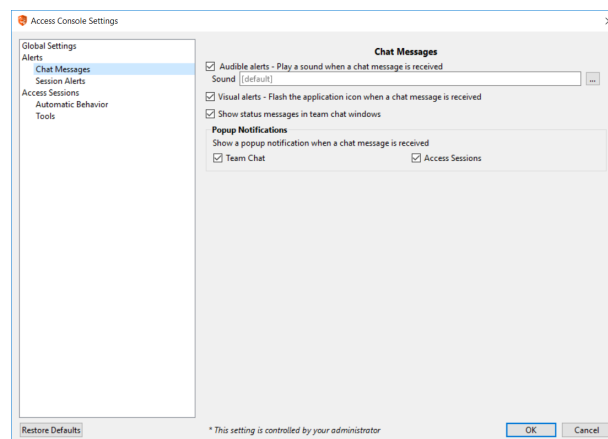 Access Console Settings
Global Settings
Alerts
Chat Messages
Session Alerts
Access Sessions
Automatic Behavior
Tools
Chat Messages
Audible alerts - Play a sound when a chat message is received
Sound [default] ...
Visual alerts - Flash the application icon when a chat message is received
Show status messages in team chat windows
Popup Notifications
Show a popup notification when a chat message is received
Team Chat Access Sessions
Restore Defaults * This setting is controlled by your administrator OK Cancel